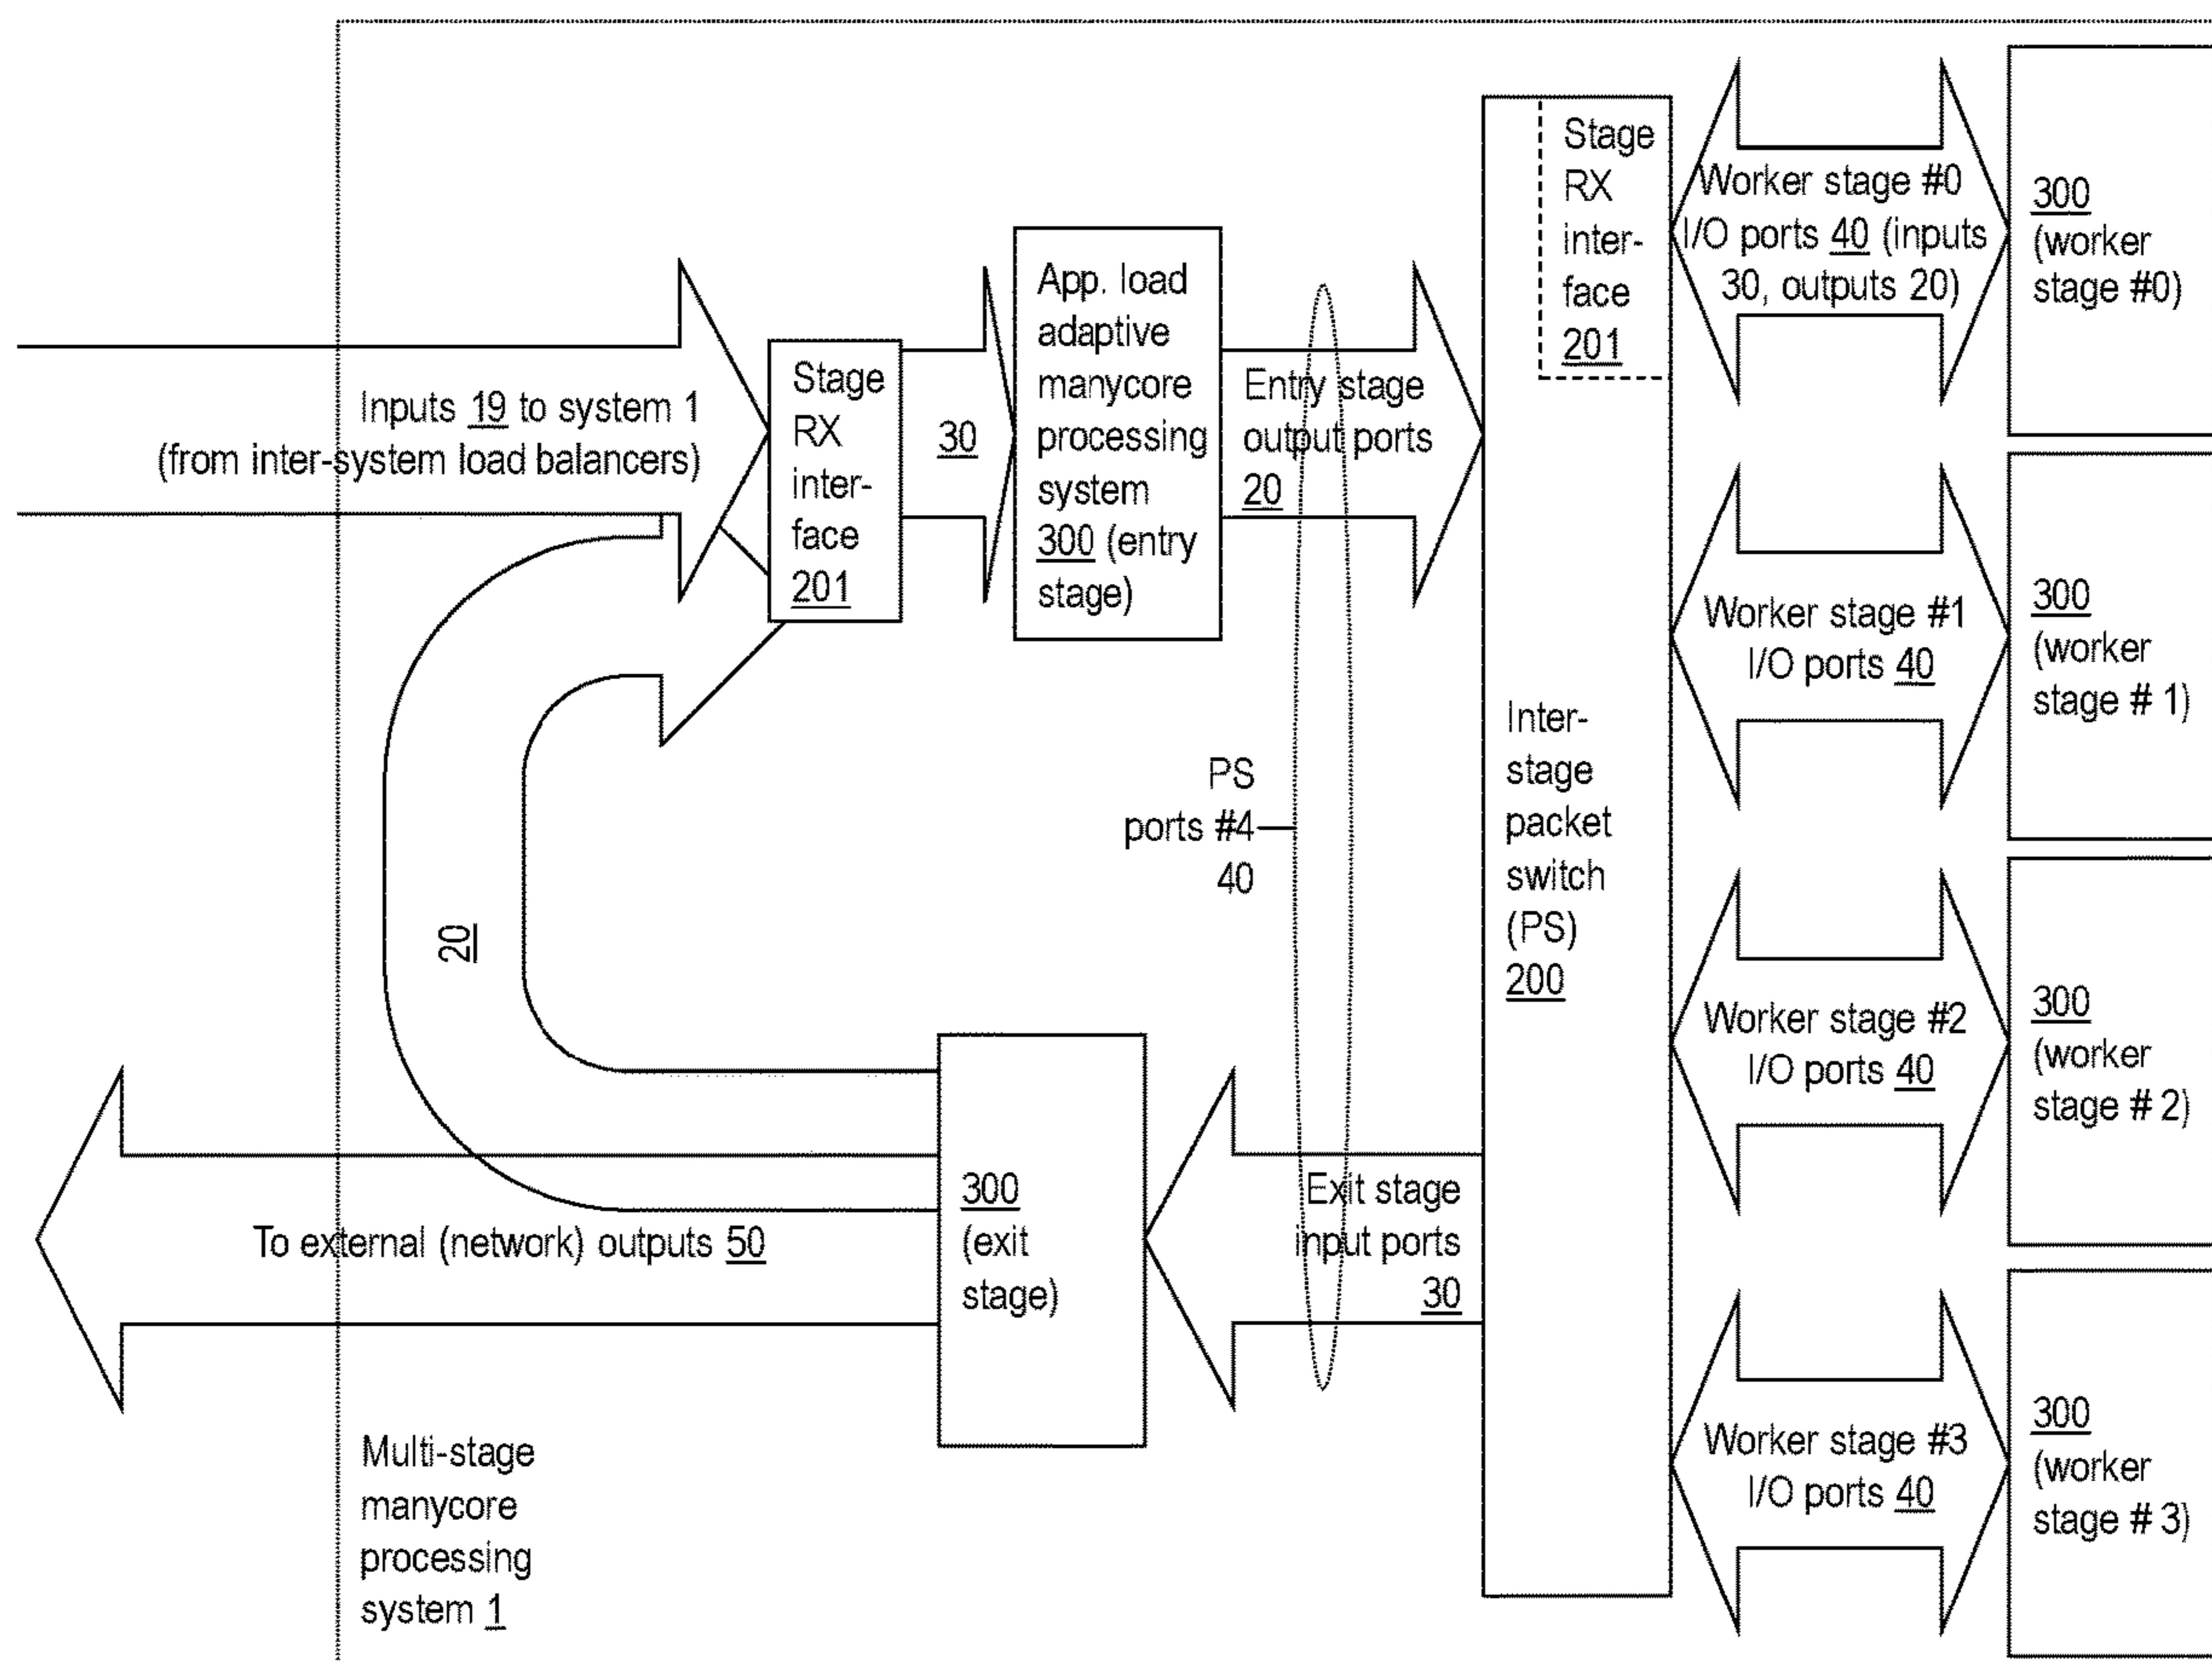 Inputs 19 to system 1
(from inter-system load balancers)
Stage
RX
inter-
face
201
30
App. load
adaptive
manycore
processing
system
300 (entry
stage)
Entry stage
output ports
20
Stage
RX
inter-
face
201
Inter-
stage
packet
switch
(PS)
200
Worker stage #0
I/O ports 40 (inputs
30, outputs 20)
300
(worker
stage #0)
Worker stage #1
I/O ports 40
300
(worker
stage # 1)
Worker stage #2
I/O ports 40
300
(worker
stage # 2)
Worker stage #3
I/O ports 40
300
(worker
stage # 3)
PS
ports #4
40
20
Exit stage
input ports
30
300
(exit
stage)
To external (network) outputs 50
Multi-stage
manycore
processing
system 1